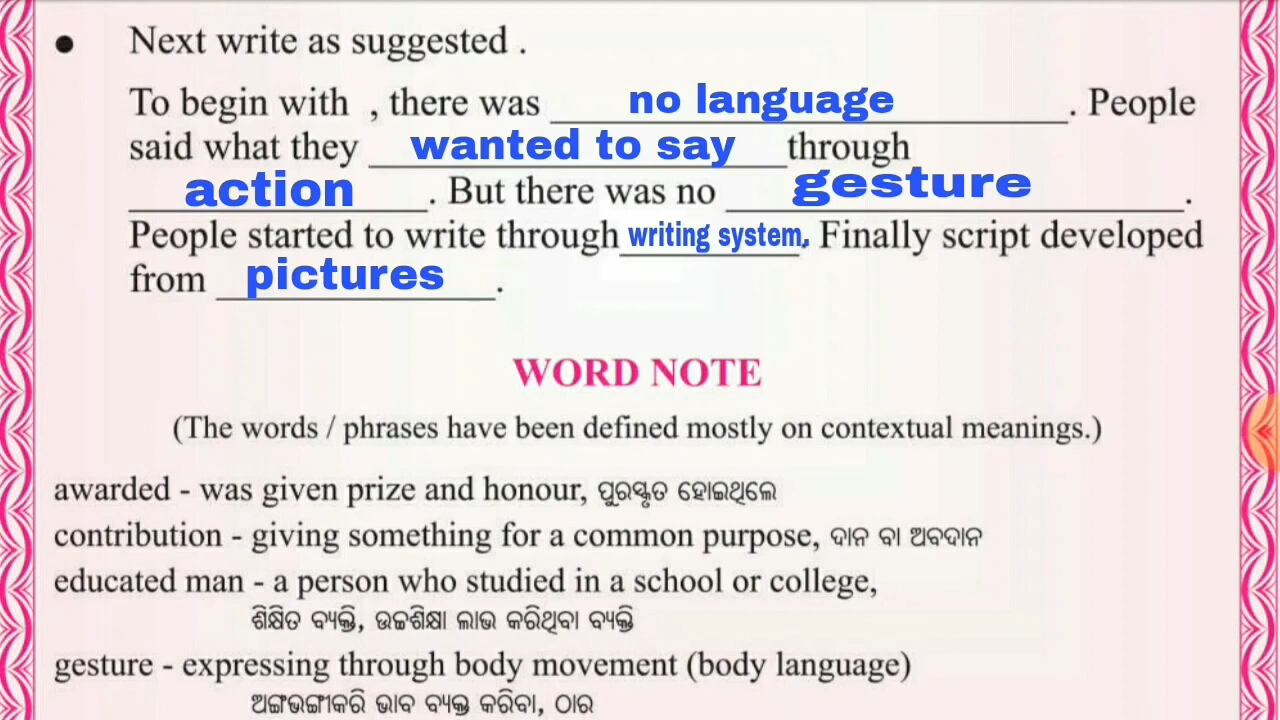 ● Next write as suggested .
To begin with , there was no language. People
said what they wanted to say through
action. But there was no gesture.
People started to write through writing system. Finally script developed
from pictures.
WORD NOTE
(The words / phrases have been defined mostly on contextual meanings.)
awarded - was given prize and honour, ପୁରସ୍କୃତ ହୋଇଥିଲେ
contribution - giving something for a common purpose, ଦାନ ବା ଅବଦାନ
educated man - a person who studied in a school or college,
ଶିକ୍ଷିତ ବ୍ୟକ୍ତି, ଉଚ୍ଚଶିକ୍ଷା ଲାଭ କରିଥିବା ବ୍ୟକ୍ତି
gesture - expressing through body movement (body language)
ଅଙ୍ଗଭଙ୍ଗୀକରି ଭାବ ବ୍ୟକ୍ତ କରିବା, ଠାର